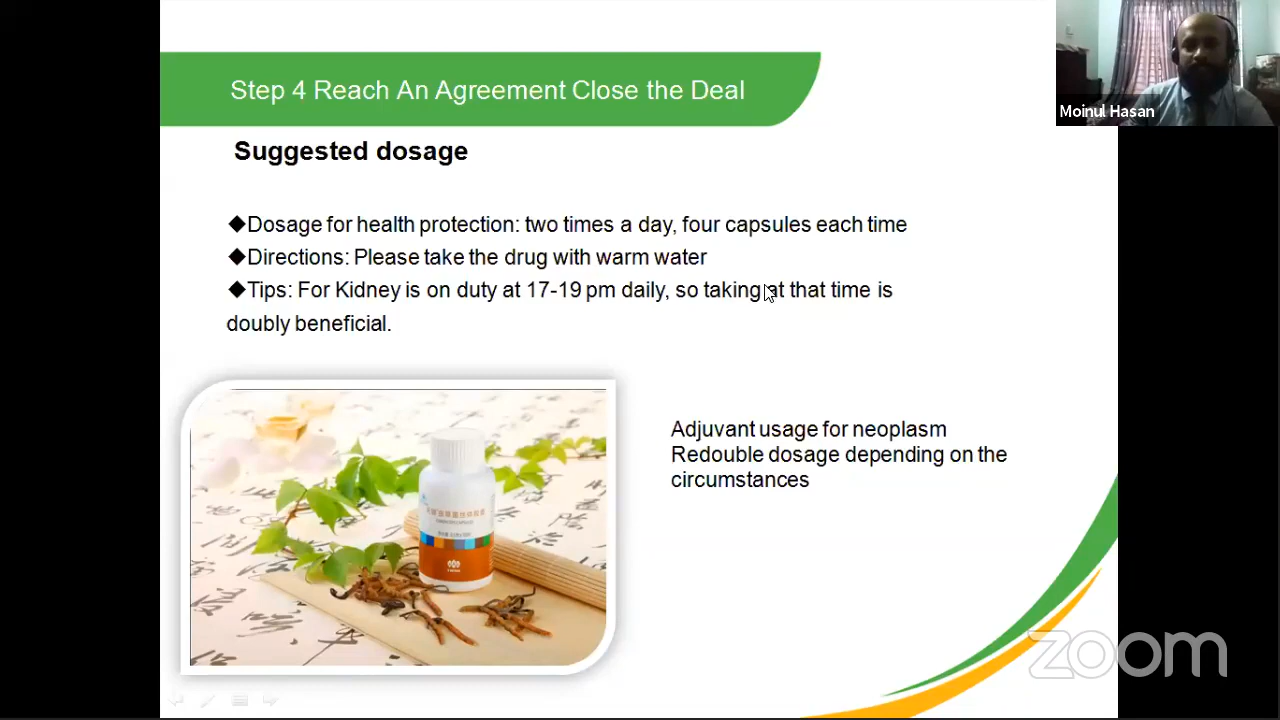 Step 4 Reach An Agreement Close the Deal
Moinul Hasan
Suggested dosage
◆Dosage for health protection: two times a day, four capsules each time
◆Directions: Please take the drug with warm water
◆Tips: For Kidney is on duty at 17-19 pm daily, so taking at that time is
doubly beneficial.
Adjuvant usage for neoplasm
Redouble dosage depending on the
circumstances
zoom